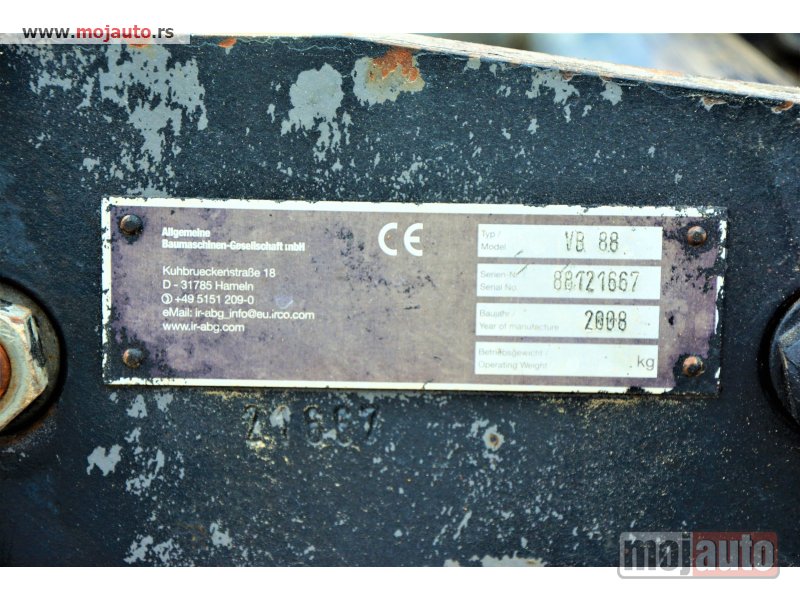 www.mojauto.rs
Allgemeine
Baumaschinen-Gesellschaft mbH
Kuhbrueckenstraße 18
D - 31785 Hameln
+49 5151 209-0
eMail: ir-abg_info@eu.irco.com
www.ir-abg.com
CE
Typ /
Model
VB 88
Serien-Nr.
Serial No.
88121667
Baujahr /
Year of manufacture
2008
Betriebsgewicht /
Operating Weight
kg
21667
mojauto